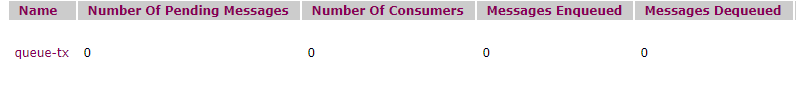 Name Number Of Pending Messages Number Of Consumers Messages Enqueued Messages Dequeued
queue-tx 0 0 0 0